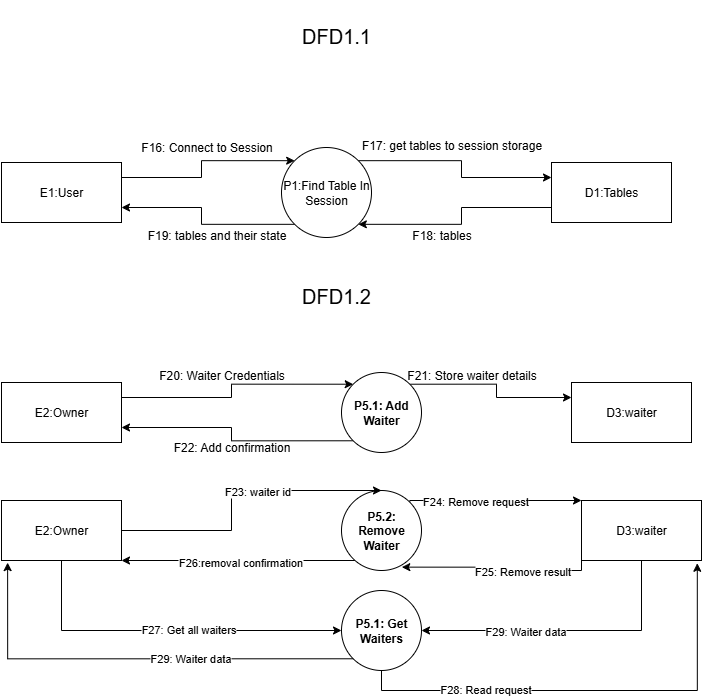 DFD1.1
F16: Connect to Session
F17: get tables to session storage
E1:User
P1:Find Table In
Session
D1:Tables
F19: tables and their state
F18: tables
DFD1.2
F20: Waiter Credentials
F21: Store waiter details
E2:Owner
P5.1: Add
Waiter
D3:waiter
F22: Add confirmation
F23: waiter id
F24: Remove request
E2:Owner
P5.2:
Remove
Waiter
D3:waiter
F26:removal confirmation
F25: Remove result
F27: Get all waiters
P5.1: Get
Waiters
F29: Waiter data
F29: Waiter data
F28: Read request